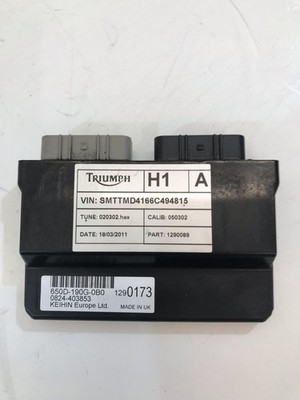 TRIUMPH H1 A
VIN: SMTTMD4166C494815
TUNE: 020302.hex CALIB: 050302
DATE: 18/03/2011 PART: 1290089
650D-190G-0B0 1290173
0824-403853
KEIHIN Europe Ltd. MADE IN UK